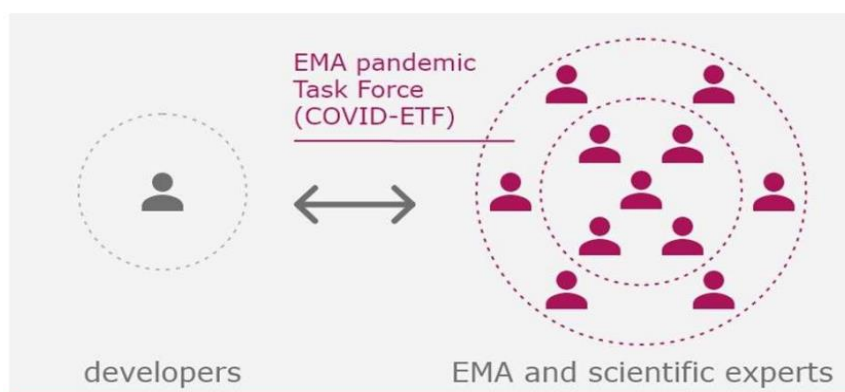 EMA pandemic
Task Force
(COVID-ETF)
developers
EMA and scientific experts